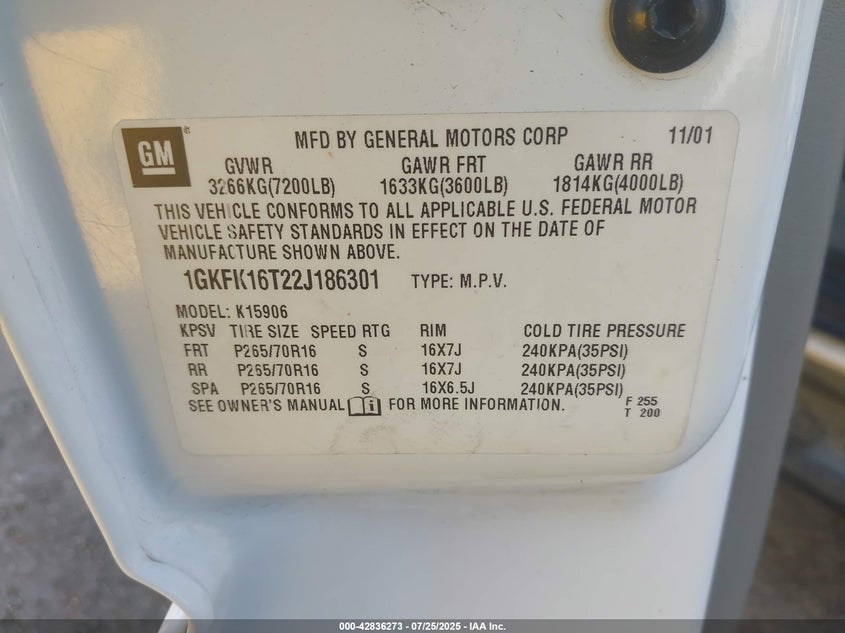 GM ®
MFD BY GENERAL MOTORS CORP 11/01
GVWR GAWR FRT GAWR RR
3266KG(7200LB) 1633KG(3600LB) 1814KG(4000LB)
THIS VEHICLE CONFORMS TO ALL APPLICABLE U.S. FEDERAL MOTOR
VEHICLE SAFETY STANDARDS IN EFFECT ON THE DATE OF
MANUFACTURE SHOWN ABOVE.
1GKFK16T22J186301 TYPE: M.P.V.
MODEL: K15906
KPSV TIRE SIZE SPEED RTG RIM COLD TIRE PRESSURE
FRT P265/70R16 S 16X7J 240KPA(35PSI)
RR P265/70R16 S 16X7J 240KPA(35PSI)
SPA P265/70R16 S 16X6.5J 240KPA(35PSI)
SEE OWNER'S MANUAL i FOR MORE INFORMATION.
F 255
T 200
000-42836273 - 07/25/2025 - IAA Inc.